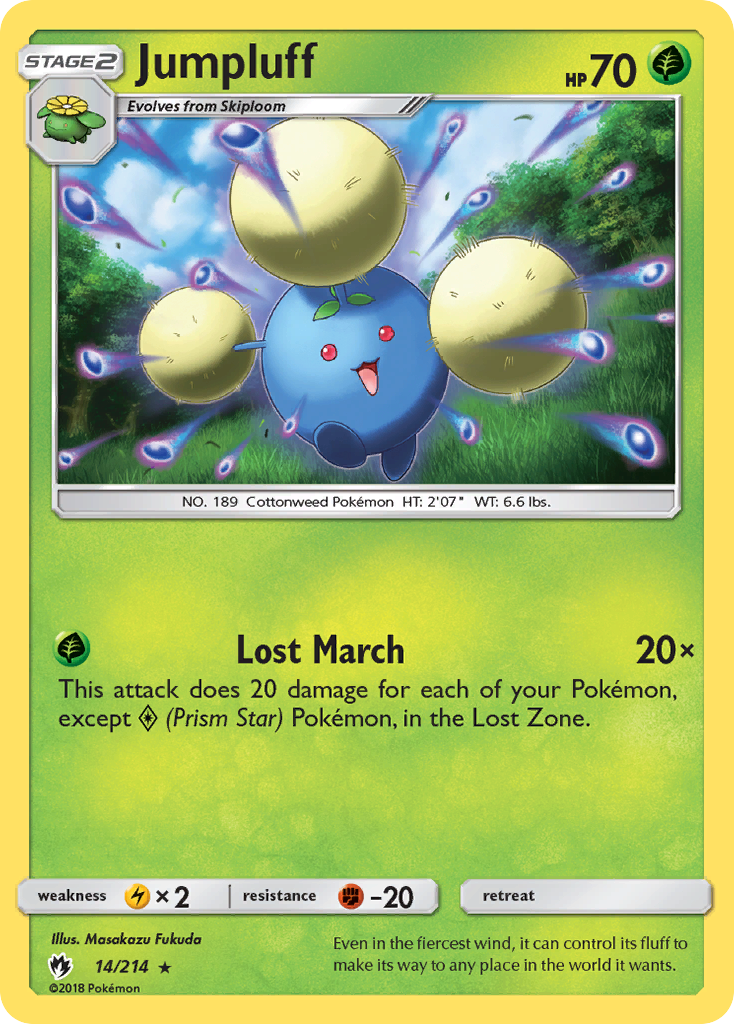 STAGE2
Jumpluff
HP70
Evolves from Skiploom
NO. 189 Cottonweed Pokémon HT: 2'07" WT: 6.6 lbs.
Lost March 20×
This attack does 20 damage for each of your Pokémon,
except (Prism Star) Pokémon, in the Lost Zone.
weakness ×2 resistance -20 retreat
Illus. Masakazu Fukuda
14/214 ★
©2018 Pokémon
Even in the fiercest wind, it can control its fluff to
make its way to any place in the world it wants.